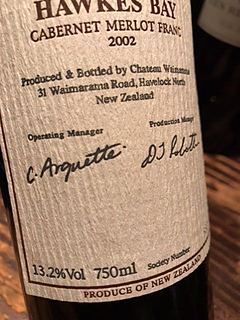 HAWKES BAY
CABERNET MERLOT FRANC
2002
Produced & Bottled by Chateau Waimarama
31 Waimarama Road, Havelock North
New Zealand
Operating Manager
Production Manager
C. Arquette.
13.2%Vol 750ml Society Number
PRODUCE OF NEW ZEALAND